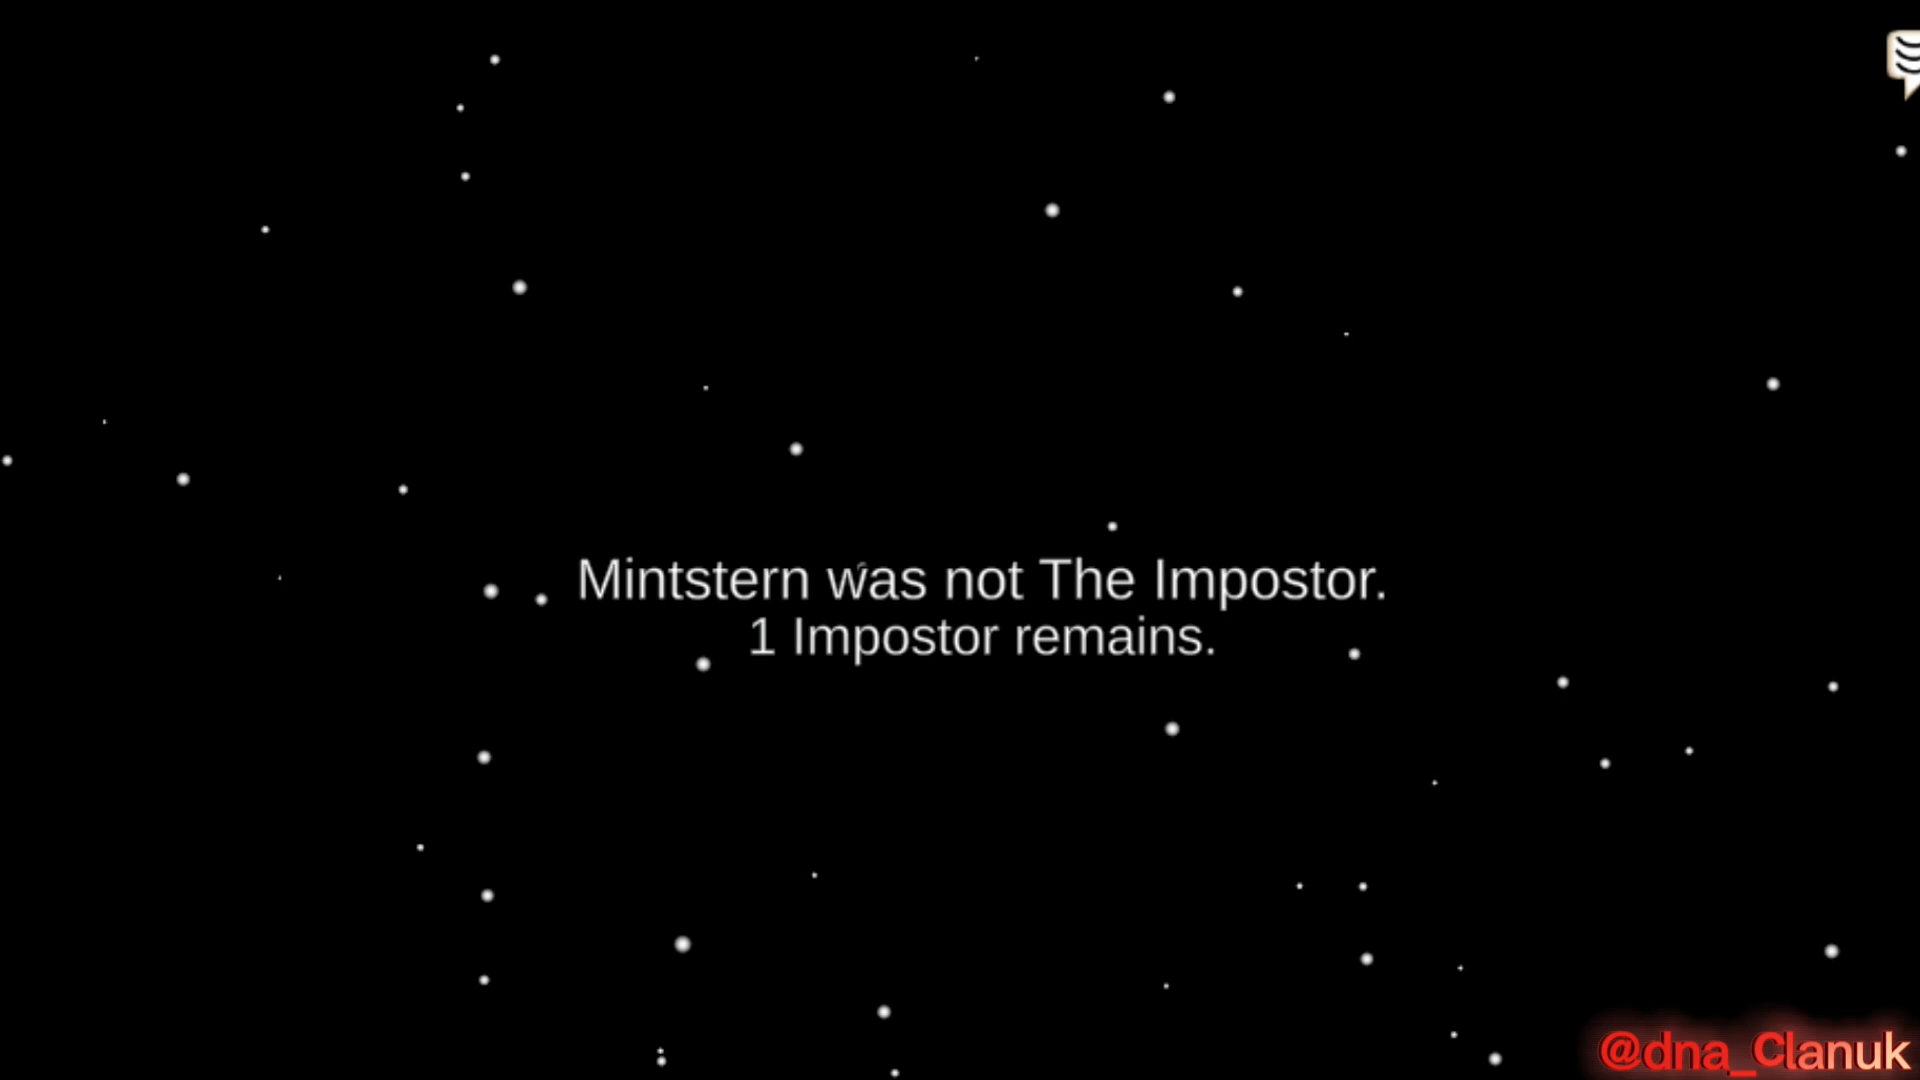 Mintstern was not The Impostor.
1 Impostor remains.
@dna_Clanuk